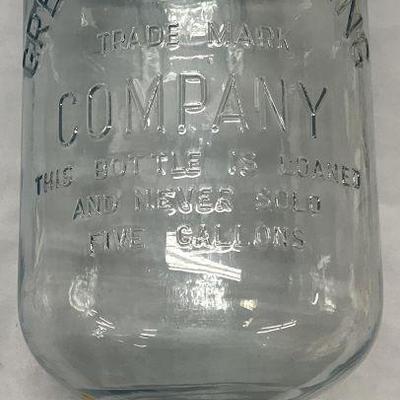 TRADE MARK
COMPANY
THIS BOTTLE IS LOANED
AND NEVER SOLD
FIVE GALLONS